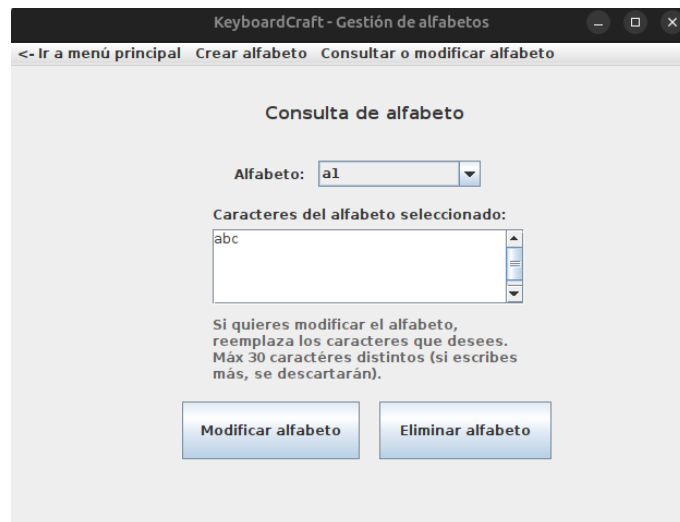 KeyboardCraft - Gestión de alfabetos
<- Ir a menú principal Crear alfabeto Consultar o modificar alfabeto
Consulta de alfabeto
Alfabeto: al
Caracteres del alfabeto seleccionado:
abc
Si quieres modificar el alfabeto,
reemplaza los caracteres que desees.
Máx 30 caractéres distintos (si escribes
más, se descartarán).
Modificar alfabeto Eliminar alfabeto